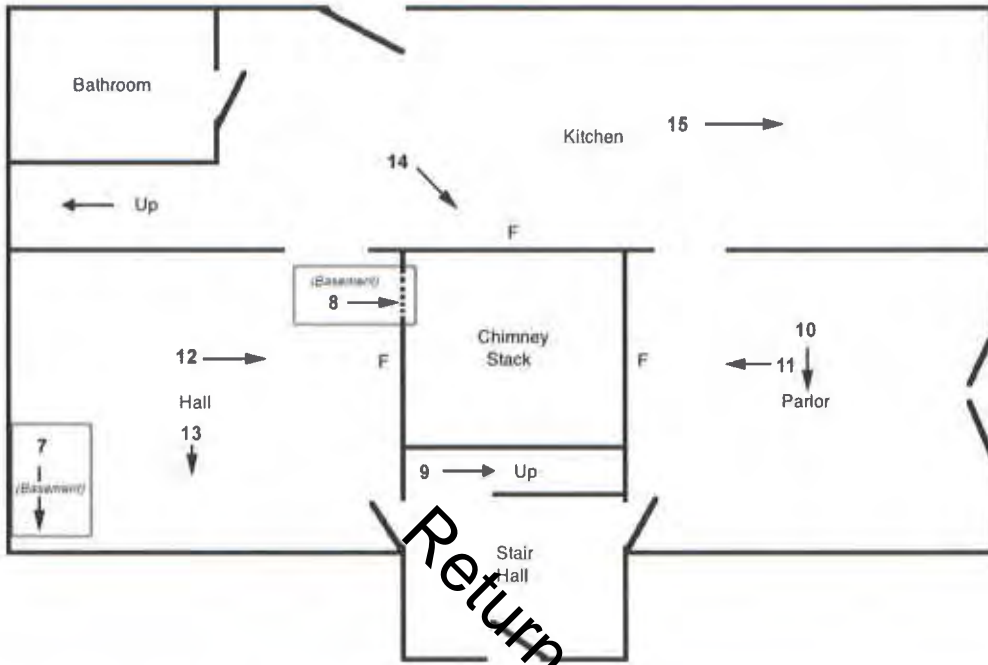 Bathroom
Kitchen
15
14
Up
F
(Basement)
8
Chimney
Stack
10
12
F
F
11
Hall
Parlor
13
7
(Basement)
9
Up
Stair
Hall
Return